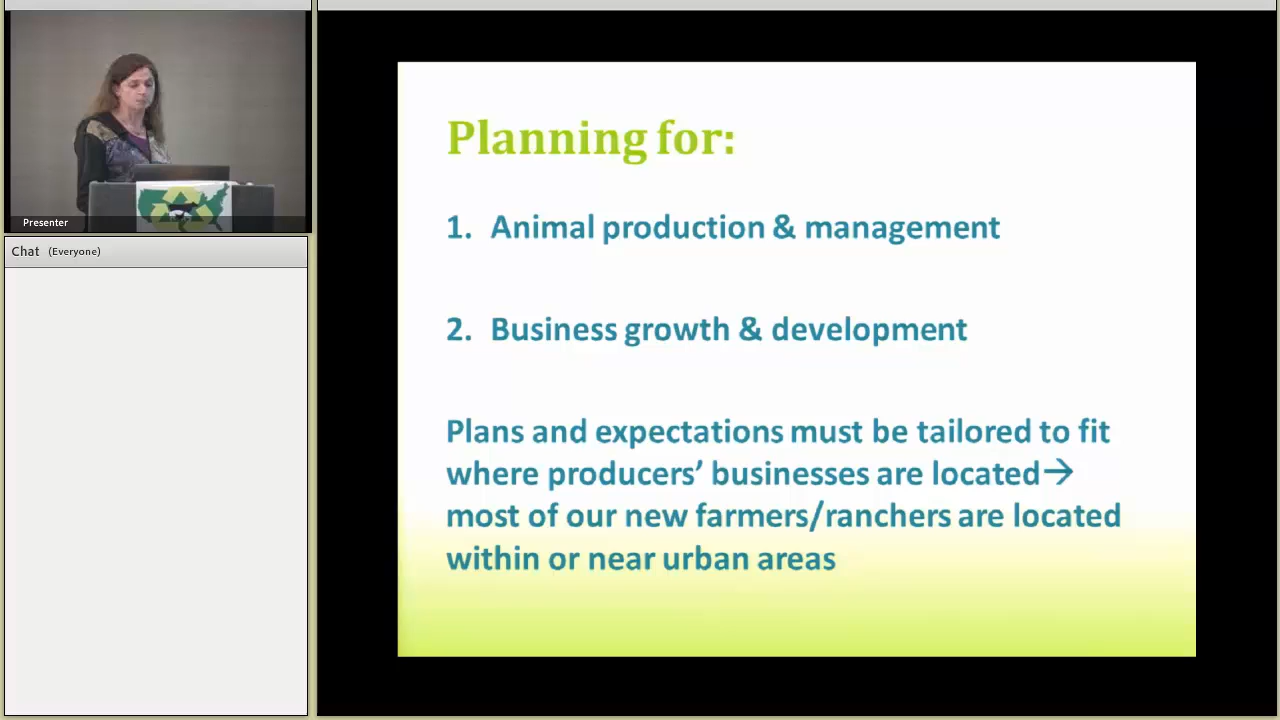 Presenter
Chat (Everyone)
Planning for:
1. Animal production & management
2. Business growth & development
Plans and expectations must be tailored to fit
where producers’ businesses are located→
most of our new farmers/ranchers are located
within or near urban areas